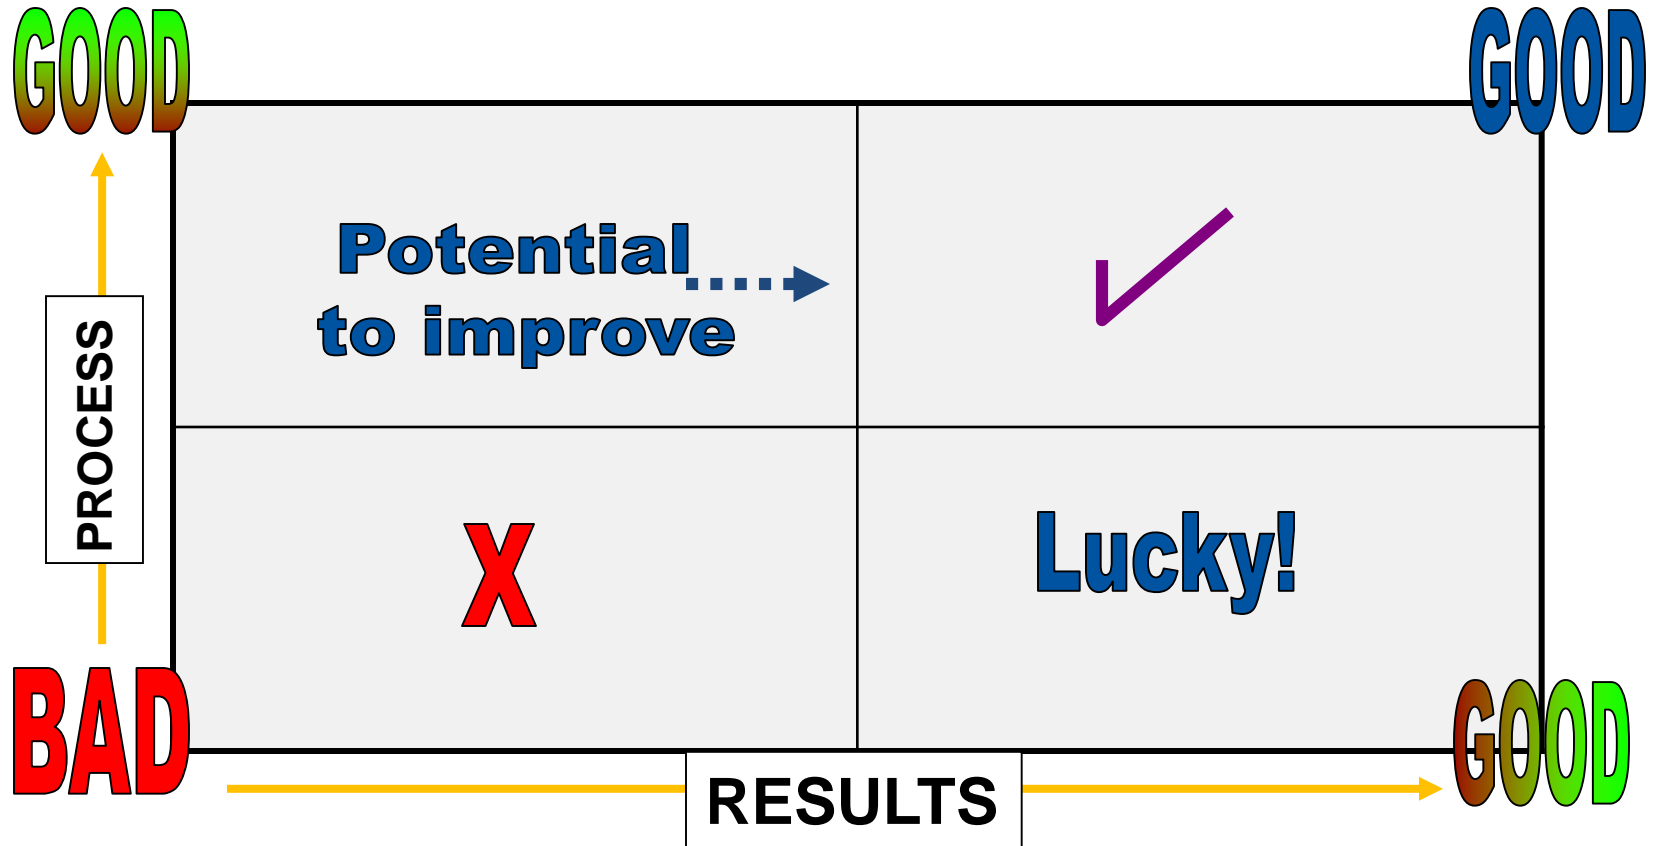 GOOD
GOOD
Potential
to improve
PROCESS
X
Lucky!
BAD
GOOD
RESULTS